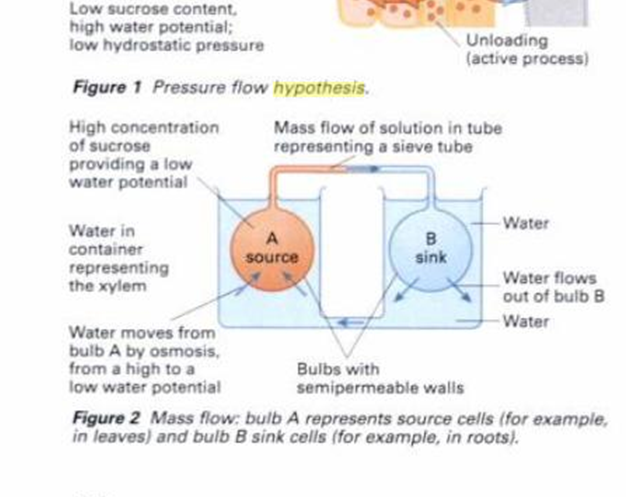 Low sucrose content,
high water potential;
low hydrostatic pressure
Unloading
(active process)
Figure 1 Pressure flow hypothesis.
High concentration
of sucrose
providing a low
water potential
Mass flow of solution in tube
representing a sieve tube
Water in
container
representing
the xylem
A
source
B
sink
Water
Water flows
out of bulb B
Water
Water moves from
bulb A by osmosis,
from a high to a
low water potential
Bulbs with
semipermeable walls
Figure 2 Mass flow: bulb A represents source cells (for example,
in leaves) and bulb B sink cells (for example, in roots).